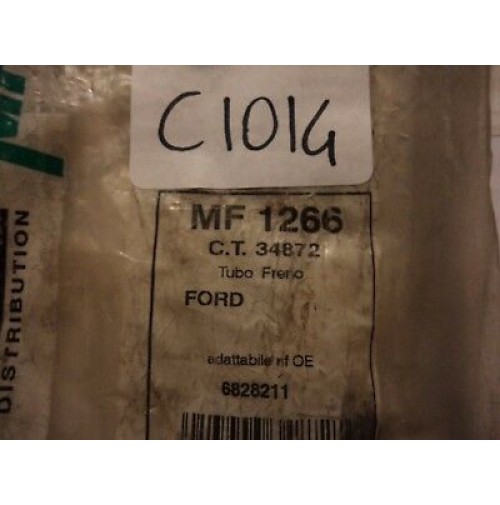 C1014
MF 1266
C.T. 34872
Tubo Freno
FORD
adattabile rif OE
6828211
DISTRIBUTION